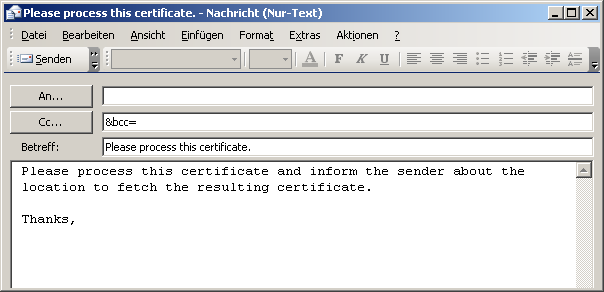 Please process this certificate. - Nachricht (Nur-Text)
Datei Bearbeiten Ansicht Einfügen Format Extras Aktionen ?
Senden A F K U
An...
Cc... &bcc=
Betreff: Please process this certificate.
Please process this certificate and inform the sender about the
location to fetch the resulting certificate.
Thanks,